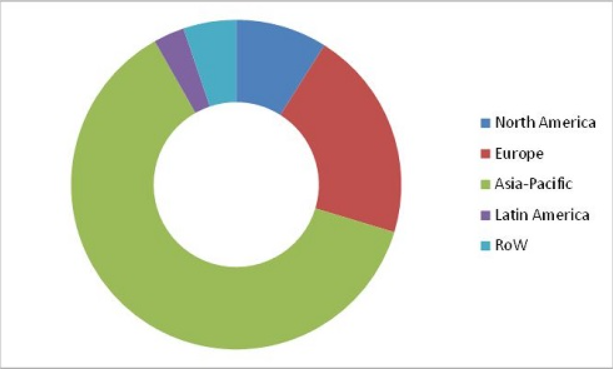 North America
Europe
Asia-Pacific
Latin America
RoW